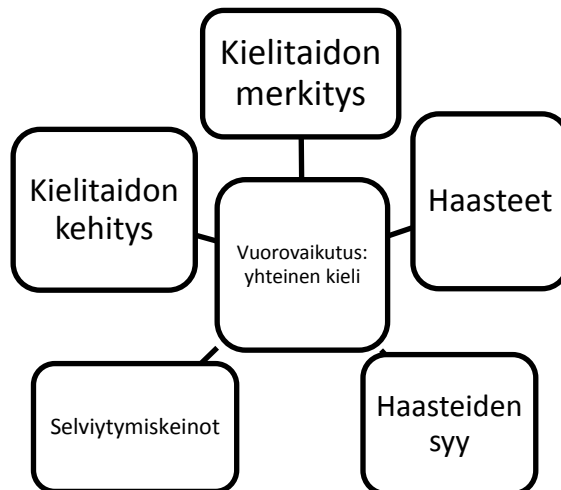 Kielitaidon
merkitys
Kielitaidon
kehitys
Haasteet
Vuorovaikutus:
yhteinen kieli
Selviytymiskeinot
Haasteiden
syy